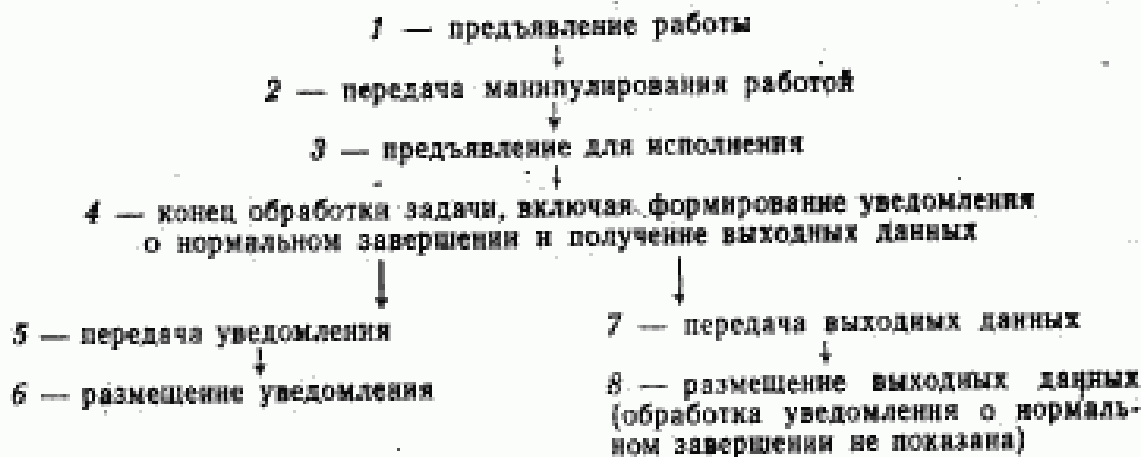 1 — предъявление работы
2 — передача манипулирования работой
3 — предъявление для исполнения
4 — конец обработки задачи, включая формирование уведомления
о нормальном завершении и получение выходных данных
5 — передача уведомления
7 — передача выходных данных
6 — размещение уведомления
8 — размещение выходных данных
(обработка уведомления о нормаль-
ном завершении не показана)